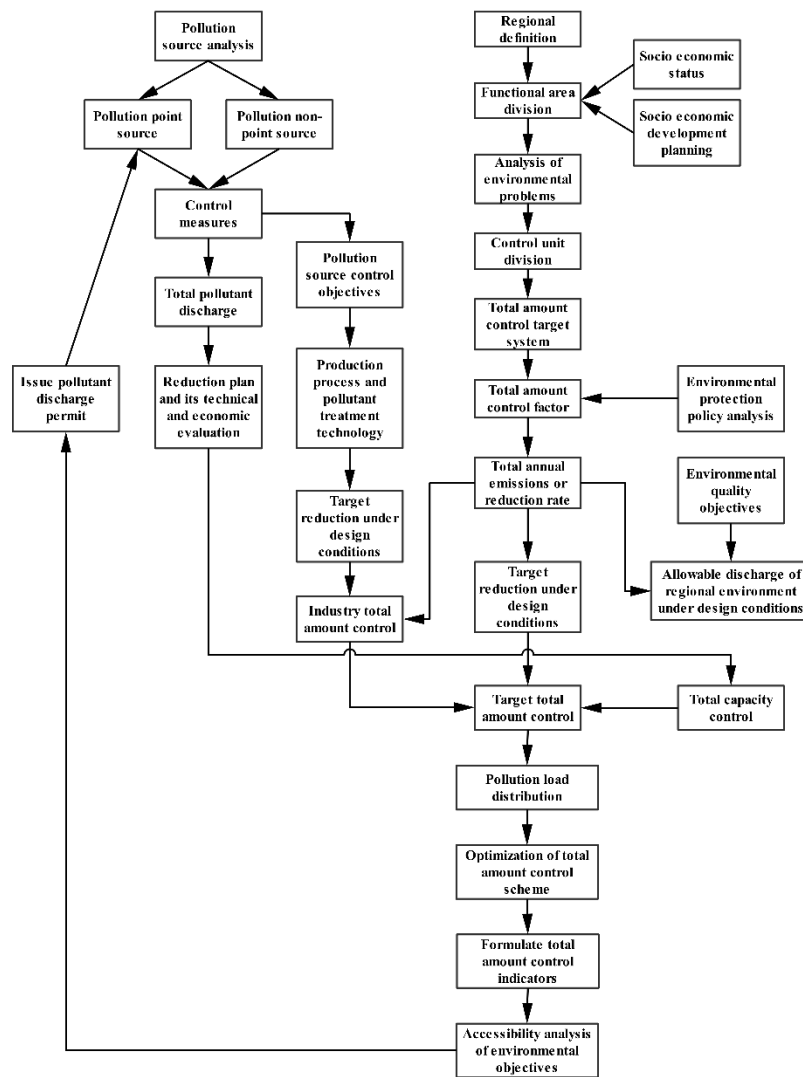 Pollution
source analysis
Regional
definition
Socio economic
status
Functional area
division
Pollution point
source
Pollution non-
point source
Socio economic
development
planning
Analysis of
environmental
problems
Control
measures
Control unit
division
Pollution
source control
objectives
Total pollutant
discharge
Total amount
control target
system
Issue pollutant
discharge
permit
Reduction plan
and its technical
and economic
evaluation
Production
process and
pollutant
treatment
technology
Total amount
control factor
Environmental
protection
policy analysis
Total annual
emissions or
reduction rate
Environmental
quality
objectives
Target
reduction under
design
conditions
Target
reduction under
design
conditions
Allowable discharge of
regional environment
under design conditions
Industry total
amount control
Target total
amount control
Total capacity
control
Pollution load
distribution
Optimization of total
amount control
scheme
Formulate total
amount control
indicators
Accessibility analysis
of environmental
objectives